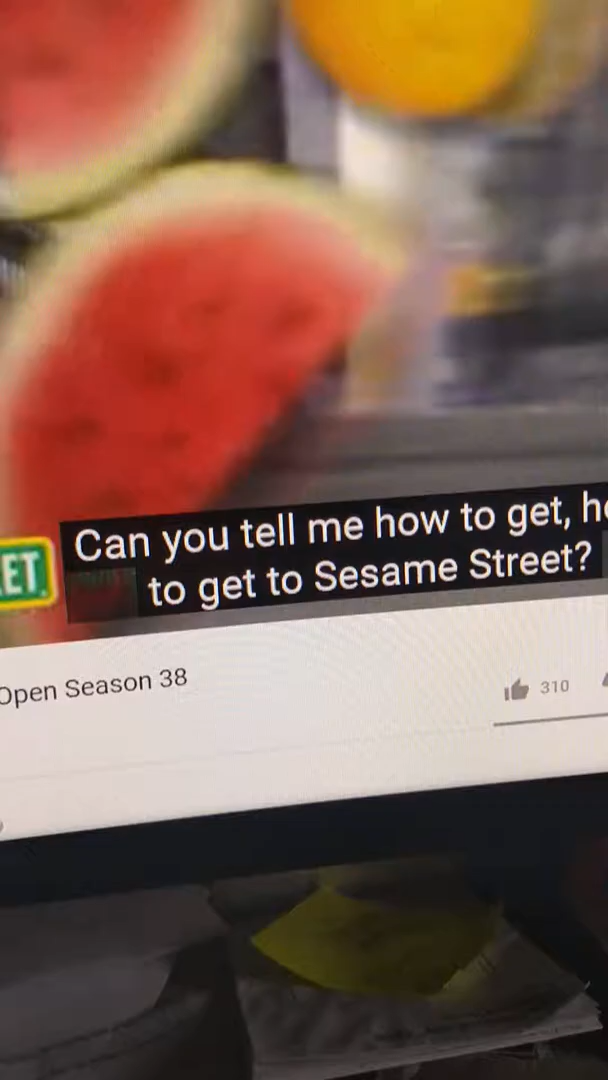 Can you tell me how to get,
ET
to get to Sesame Street?
Open Season 38
310